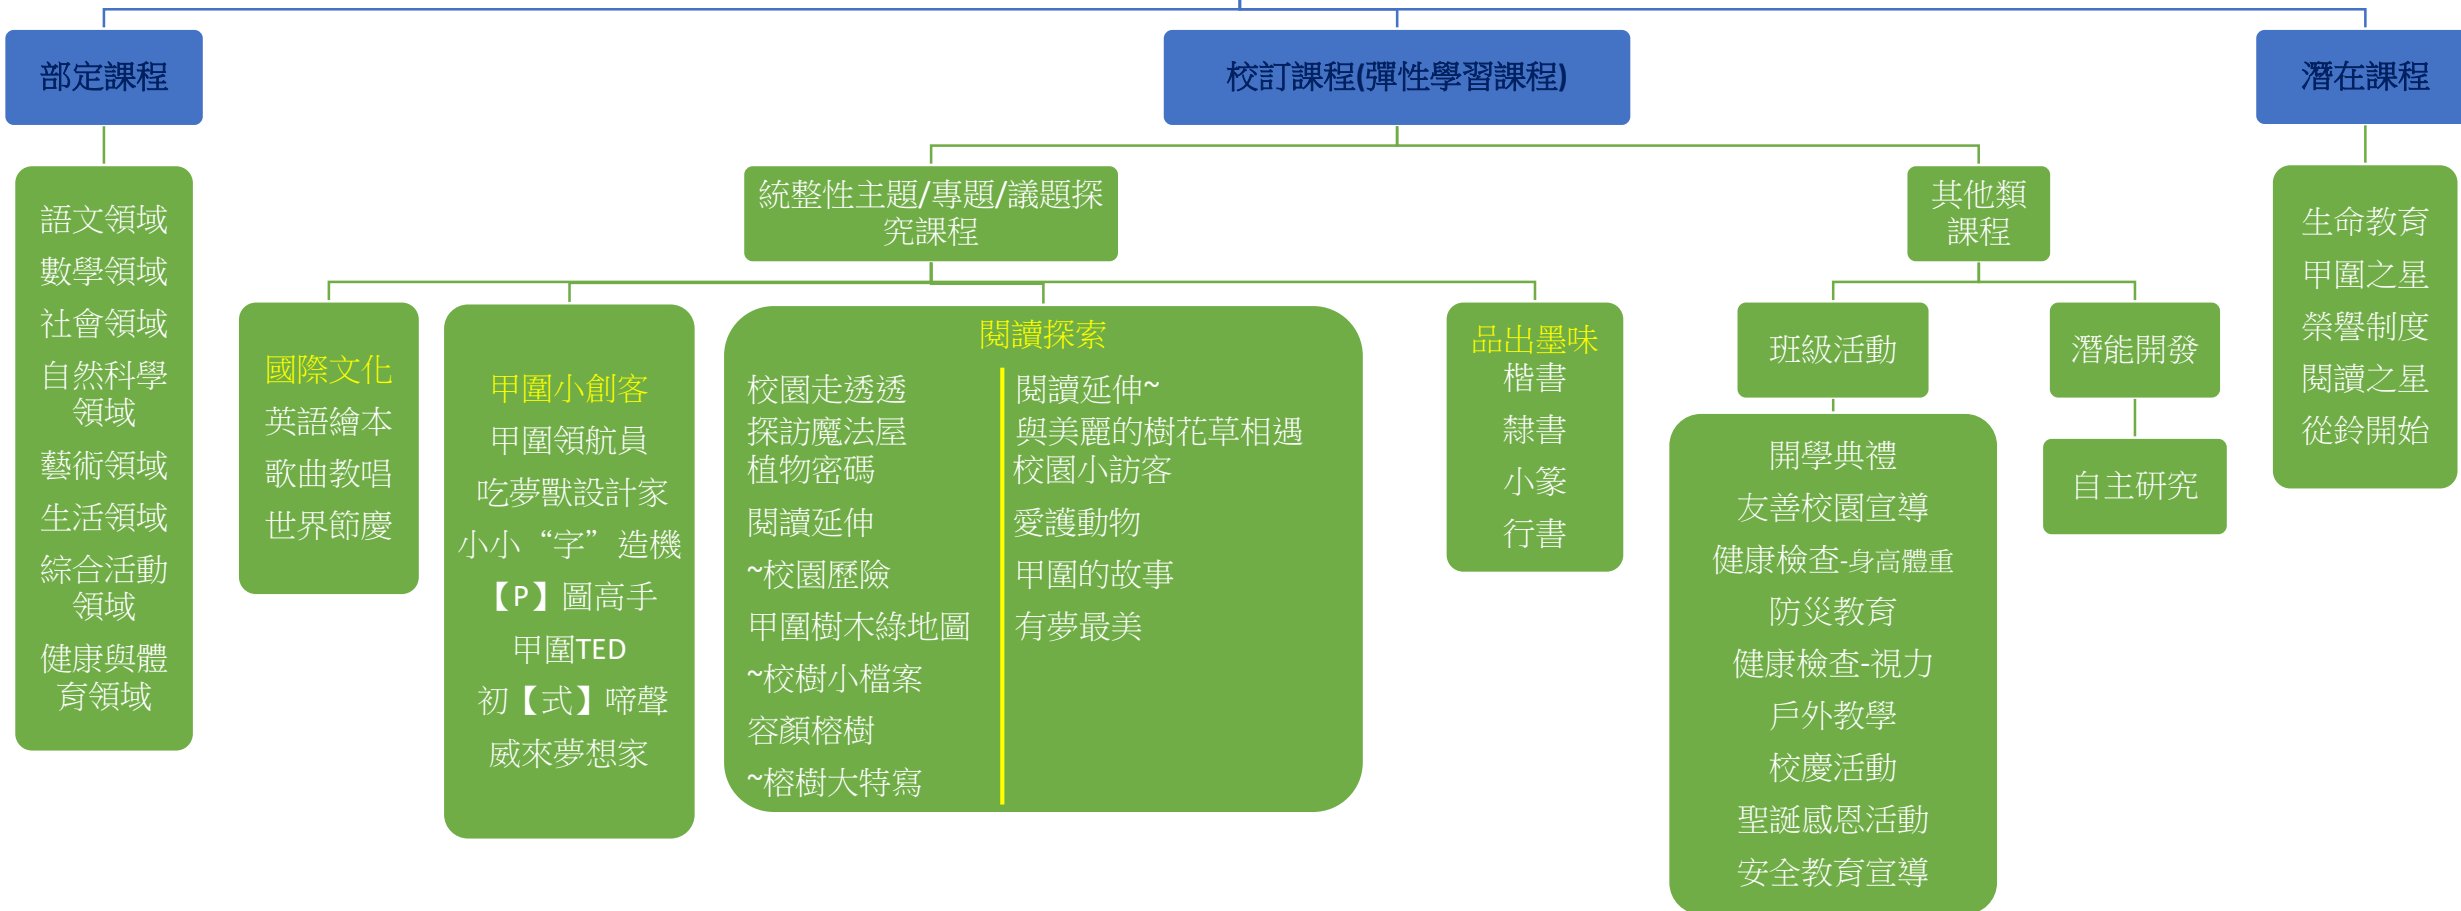 部定課程
校訂課程(彈性學習課程)
潛在課程
語文領域
數學領域
社會領域
自然科學
領域
藝術領域
生活領域
綜合活動
領域
健康與體
育領域
統整性主題/專題/議題探
究課程
國際文化
英語繪本
歌曲教唱
世界節慶
甲圍小創客
甲圍領航員
吃夢獸設計家
小小“字”造機
【P】圖高手
甲圍TED
初【式】啼聲
威來夢想家
閱讀探索
校園走透透
探訪魔法屋
植物密碼
閱讀延伸
~校園歷險
甲圍樹木綠地圖
~校樹小檔案
容顏榕樹
~榕樹大特寫
閱讀延伸~
與美麗的樹花草相遇
校園小訪客
愛護動物
甲圍的故事
有夢最美
品出墨味
楷書
隸書
小篆
行書
其他類
課程
班級活動
開學典禮
友善校園宣導
健康檢查-身高體重
防災教育
健康檢查-視力
戶外教學
校慶活動
聖誕感恩活動
安全教育宣導
潛能開發
自主研究
生命教育
甲圍之星
榮譽制度
閱讀之星
從鈴開始